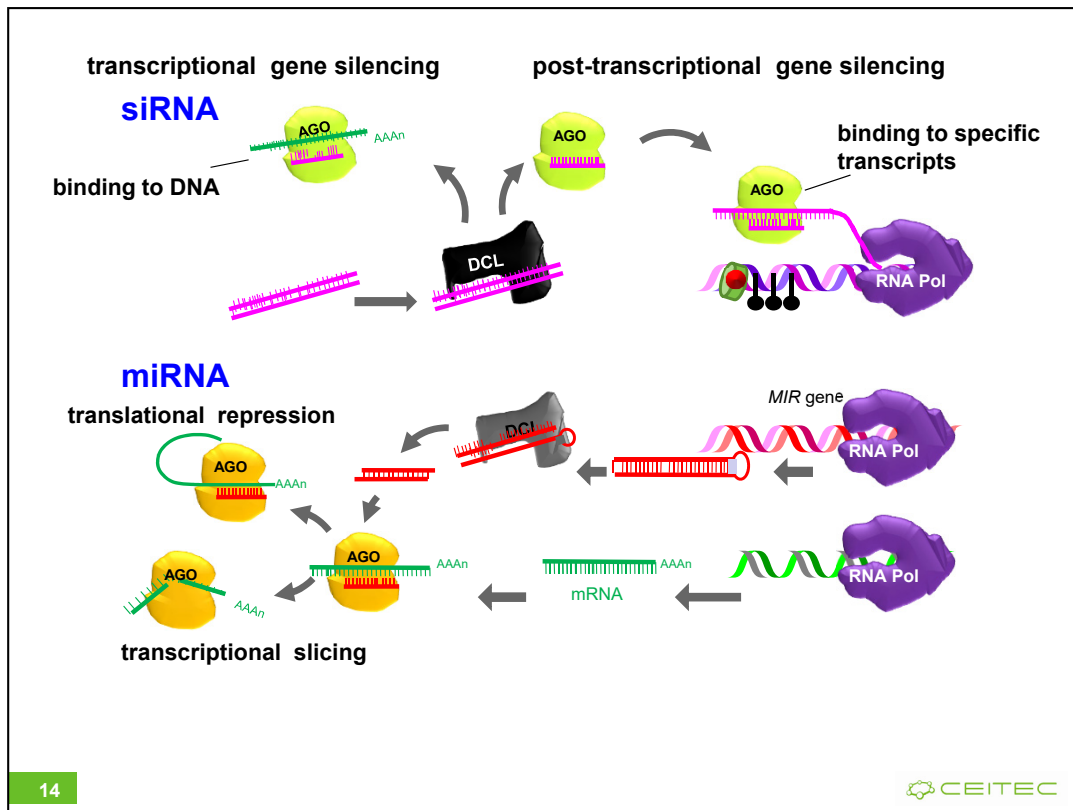 transcriptional gene silencing
post-transcriptional gene silencing
siRNA
AGO
AAAn
AGO
binding to specific
transcripts
binding to DNA
AGO
DCL
RNA Pol
miRNA
translational repression
MIR gene
DCL
RNA Pol
AGO
AAAn
AGO
AAAn
AAAn
mRNA
RNA Pol
AGO
AAAn
transcriptional slicing
14
CEITEC